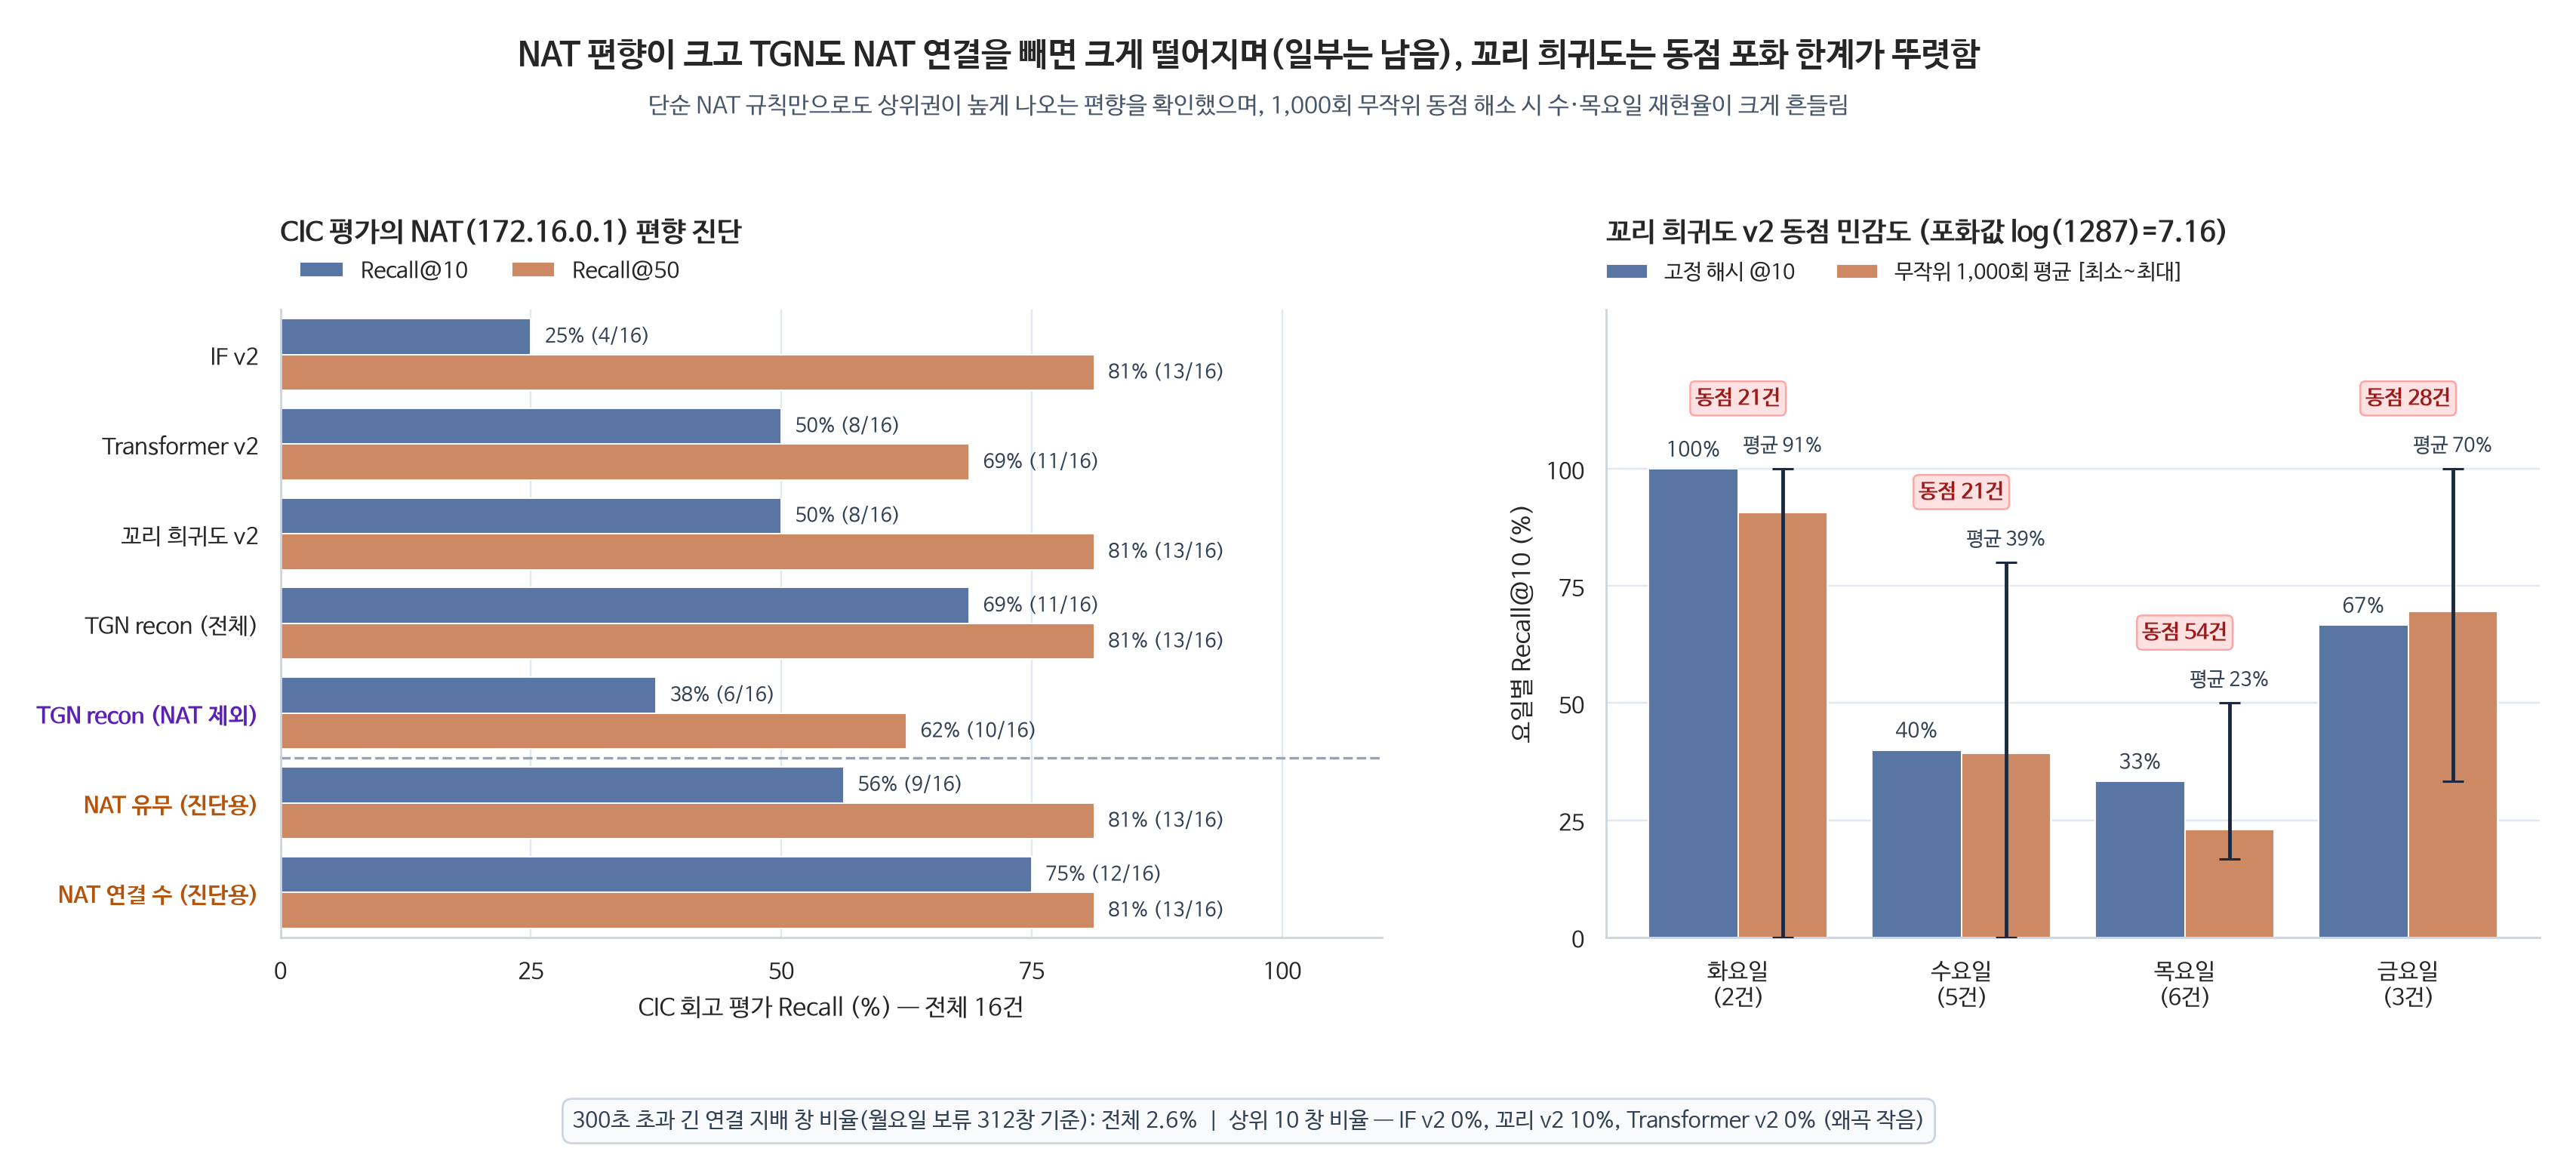 NAT 편향이 크고 TGN도 NAT 연결을 빼면 크게 떨어지며(일부는 남음), 꼬리 희귀도는 동점 포화 한계가 뚜렷함
단순 NAT 규칙만으로도 상위권이 높게 나오는 편향을 확인했으며, 1,000회 무작위 동점 해소 시 수·목요일 재현율이 크게 흔들림
CIC 평가의 NAT(172.16.0.1) 편향 진단
Recall@10
Recall@50
IF v2
25% (4/16)
81% (13/16)
Transformer v2
50% (8/16)
69% (11/16)
꼬리 희귀도 v2
50% (8/16)
81% (13/16)
TGN recon (전체)
69% (11/16)
81% (13/16)
TGN recon (NAT 제외)
38% (6/16)
62% (10/16)
NAT 유무 (진단용)
56% (9/16)
81% (13/16)
NAT 연결 수 (진단용)
75% (12/16)
81% (13/16)
0 25 50 75 100
CIC 회고 평가 Recall (%) — 전체 16건
꼬리 희귀도 v2 동점 민감도 (포화값 log(1287)=7.16)
고정 해시 @10
무작위 1,000회 평균 [최소~최대]
요일별 Recall@10 (%)
100
75
50
25
0
동점 21건
100%
평균 91%
동점 21건
평균 39%
40%
동점 54건
평균 23%
33%
동점 28건
평균 70%
67%
화요일
(2건)
수요일
(5건)
목요일
(6건)
금요일
(3건)
300초 초과 긴 연결 지배 창 비율(월요일 보류 312창 기준): 전체 2.6% | 상위 10 창 비율 — IF v2 0%, 꼬리 v2 10%, Transformer v2 0% (왜곡 작음)